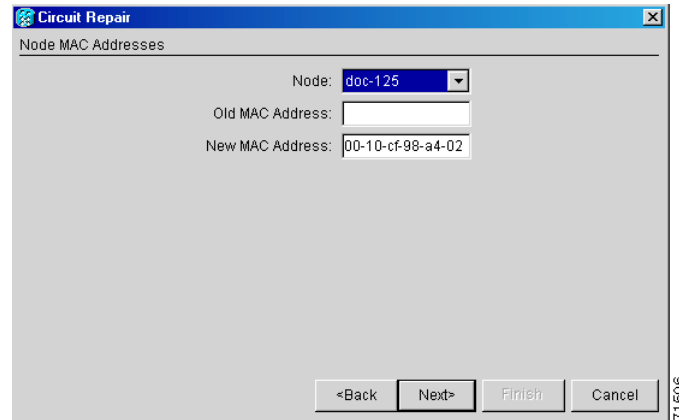 Circuit Repair
Node MAC Addresses
Node: doc-125
Old MAC Address:
New MAC Address: 00-10-cf-98-a4-02
<Back Next> Finish Cancel
71506